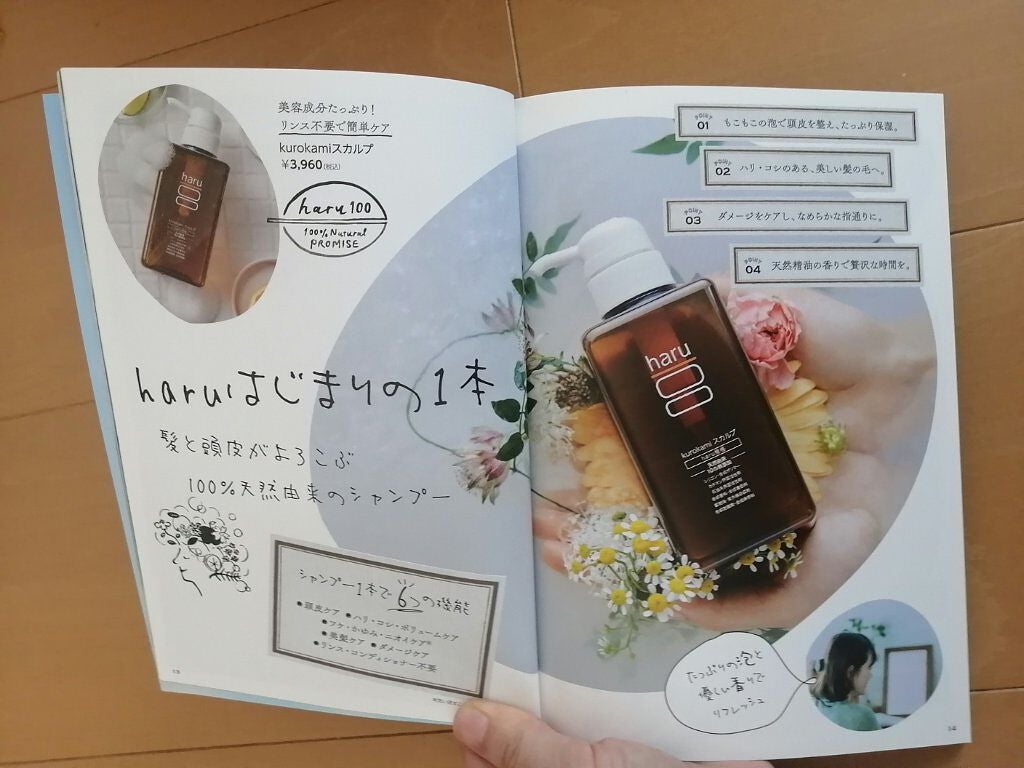 美容成分たっぷり!
リンス不要で簡単ケア
kurokamiスカルプ
¥3,960(税込)
haru100
100% Natural
PROMISE
haru
haruはじまりの1本
髪と頭皮がよろこぶ
100%天然由来のシャンプー
シャンプー1本で6つの機能
●頭皮ケア ●ハリ・コシ・ボリュームケア
●フケ・かゆみ・ニオイケア
●美髪ケア ●ダメージケア
●リンス・コンディショナー不要
13
POINT 01 もこもこの泡で頭皮を整え、たっぷり保湿。
POINT 02 ハリ・コシのある、美しい髪の毛へ。
POINT 03 ダメージをケアし、なめらかな指通りに。
POINT 04 天然精油の香りで贅沢な時間を。
haru
kurokami スカルプ
たっぷりの泡と
優しい香りで
リフレッシュ
14